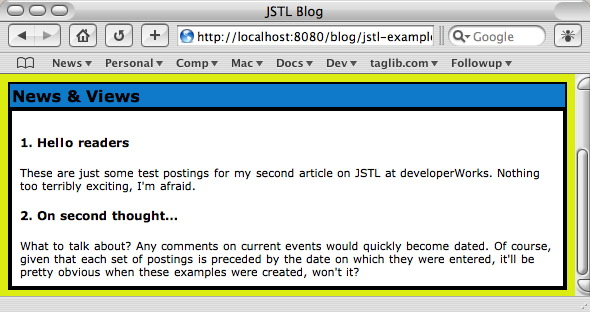 JSTL Blog
http://localhost:8080/blog/jstl-example
Google
News Personal Comp Mac Docs Dev taglib.com Followup
News & Views
1. Hello readers
These are just some test postings for my second article on JSTL at developerWorks. Nothing
too terribly exciting, I'm afraid.
2. On second thought...
What to talk about? Any comments on current events would quickly become dated. Of course,
given that each set of postings is preceded by the date on which they were entered, it'll be
pretty obvious when these examples were created, won't it?